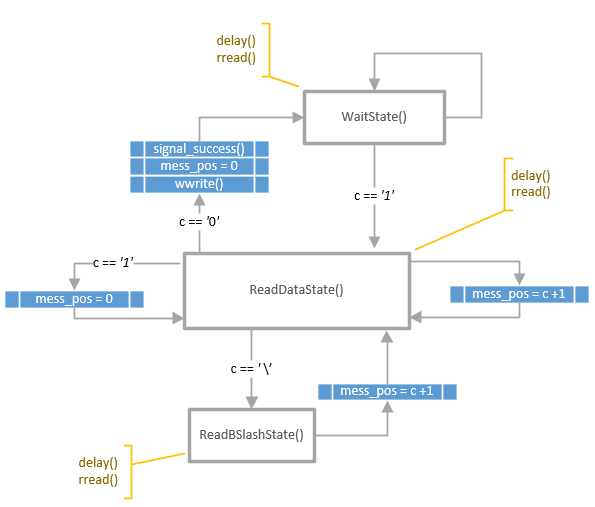 delay()
rread()
WaitState()
signal_success()
mess_pos = 0
wwrite()
delay()
rread()
c == '1'
c == '0'
c == '1'
ReadDataState()
mess_pos = 0
mess_pos = c +1
c == '\'
mess_pos = c +1
ReadBSlashState()
delay()
rread()